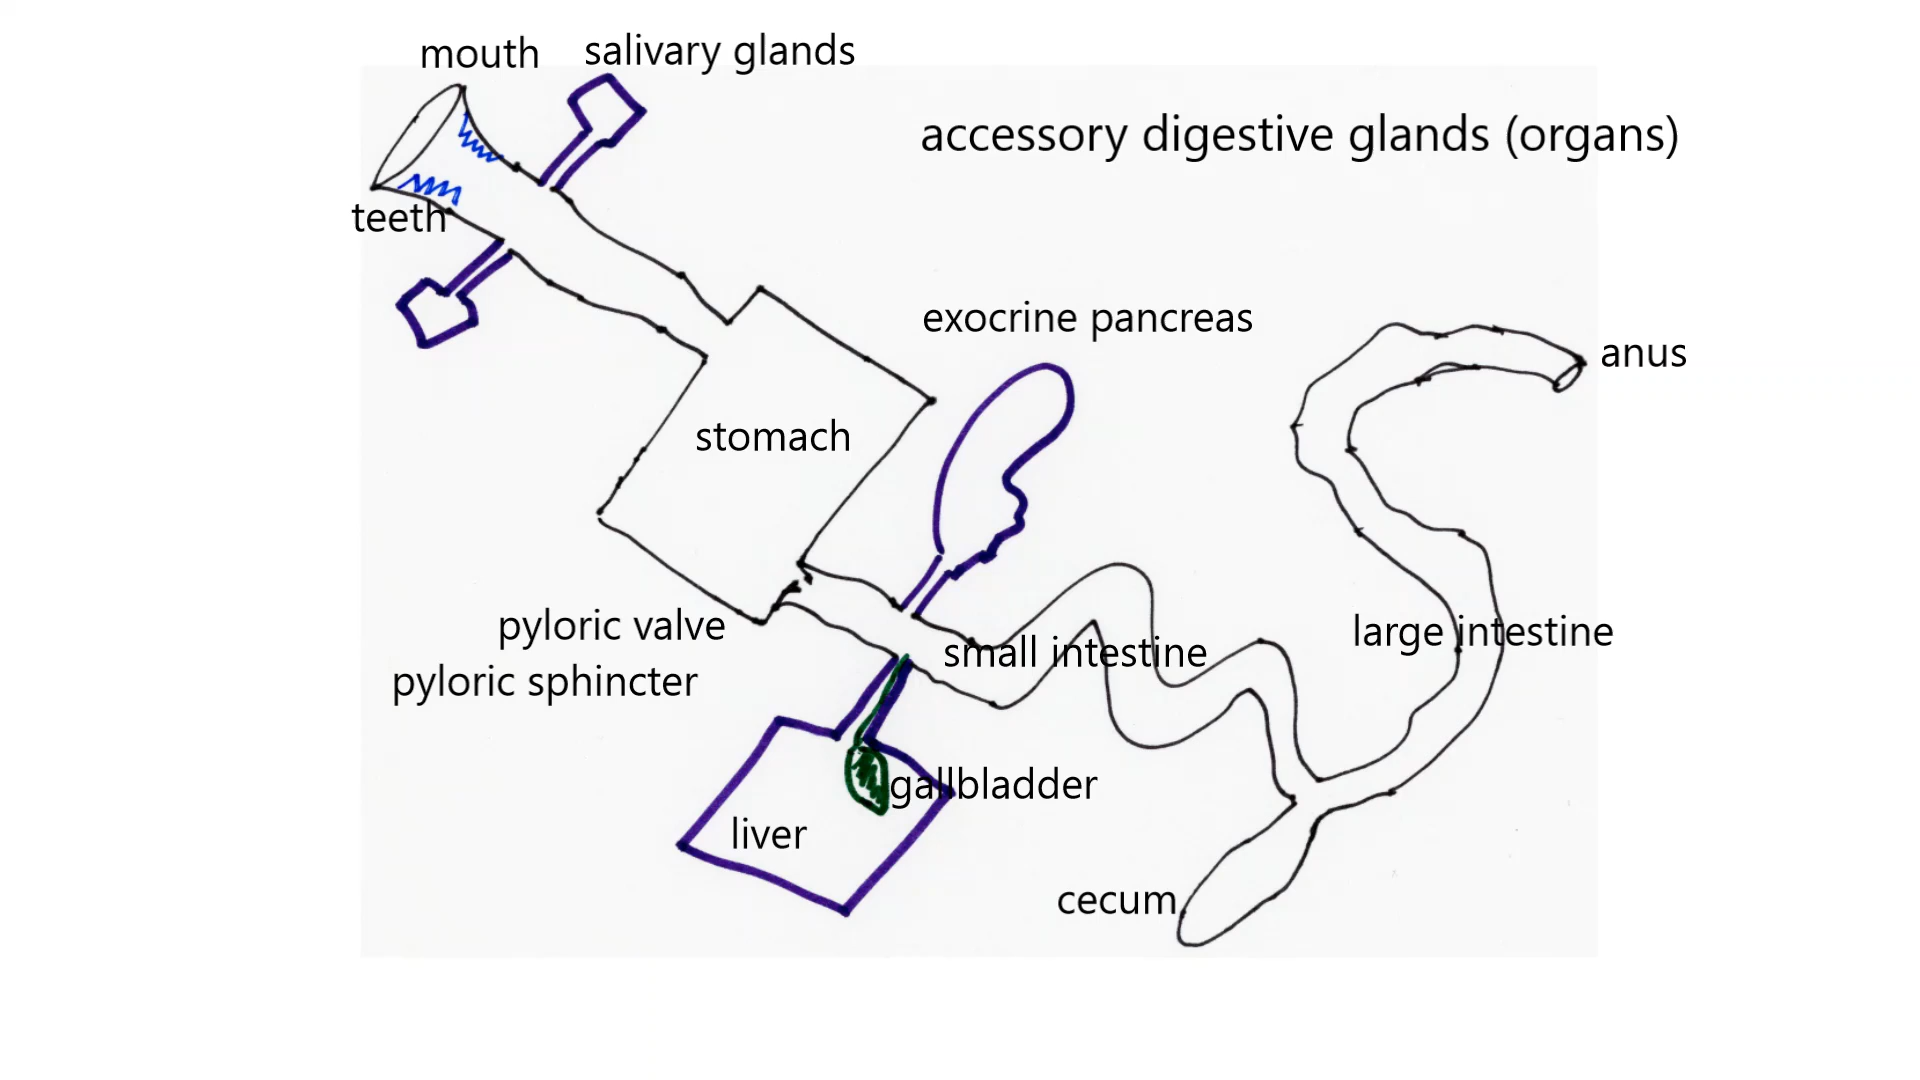 mouth
salivary glands
accessory digestive glands (organs)
teeth
exocrine pancreas
anus
stomach
pyloric valve
pyloric sphincter
small intestine
large intestine
gallbladder
liver
cecum